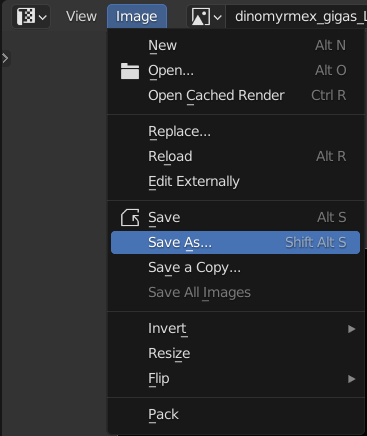 View Image dinomyrmex_gigas_L
New Alt N
Open... Alt O
Open Cached Render Ctrl R
Replace...
Reload Alt R
Edit Externally
Save Alt S
Save As... Shift Alt S
Save a Copy...
Save All Images
Invert
Resize
Flip
Pack